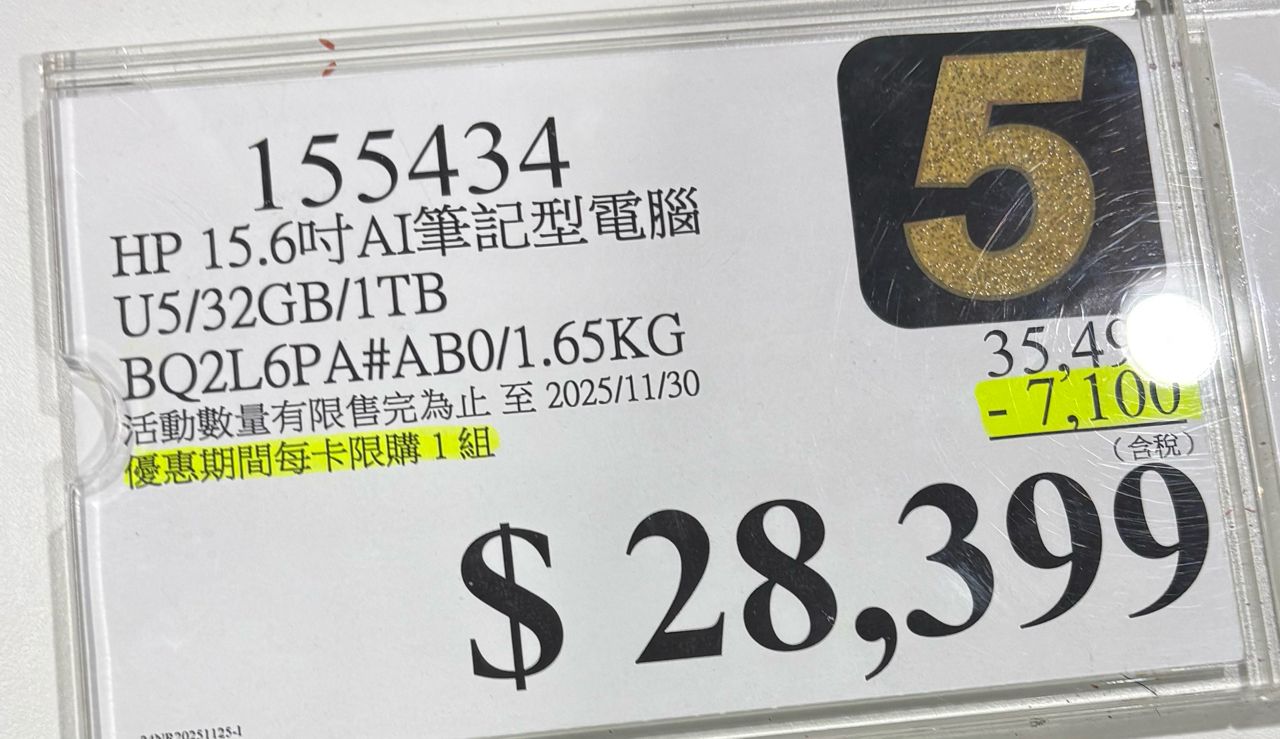 155434
5
HP 15.6吋AI筆記型電腦
U5/32GB/1TB
BQ2L6PA#AB0/1.65KG
活動數量有限售完為止 至 2025/11/30
優惠期間每卡限購 1 組
- 7,100
(含稅)
$ 28,399